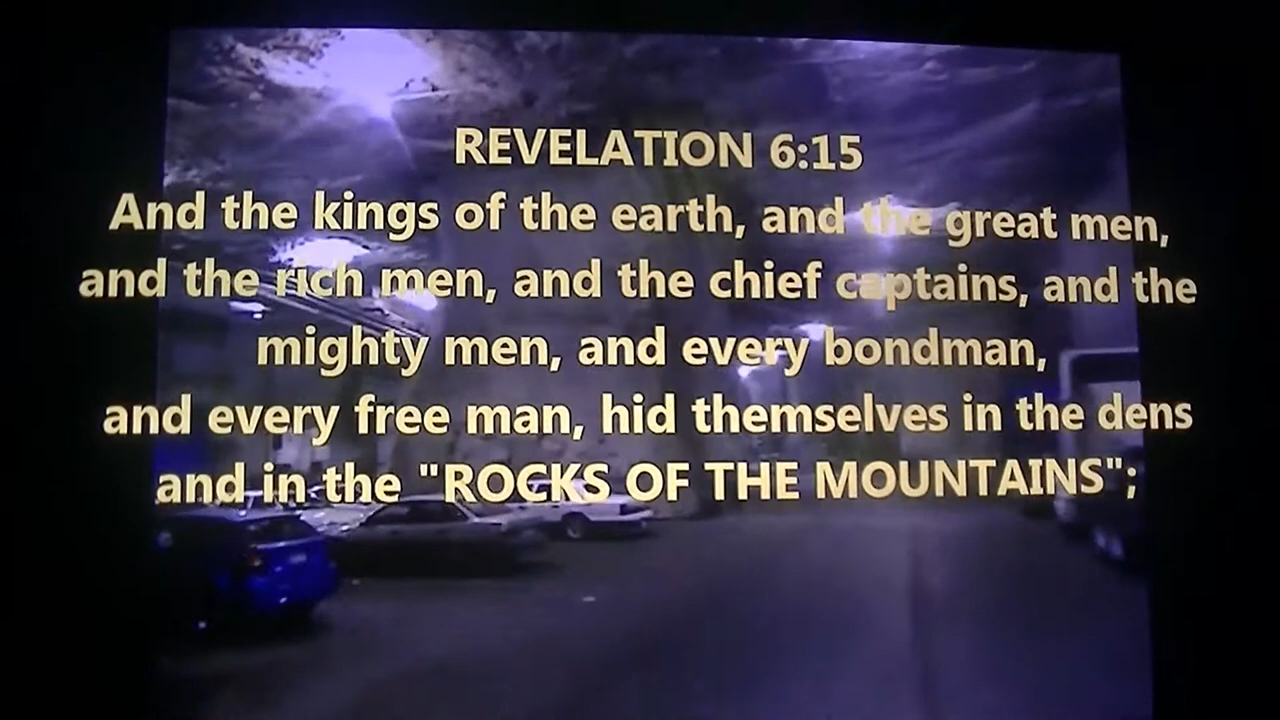 REVELATION 6:15
And the kings of the earth, and the great men,
and the rich men, and the chief captains, and the
mighty men, and every bondman,
and every free man, hid themselves in the dens
and in the "ROCKS OF THE MOUNTAINS";